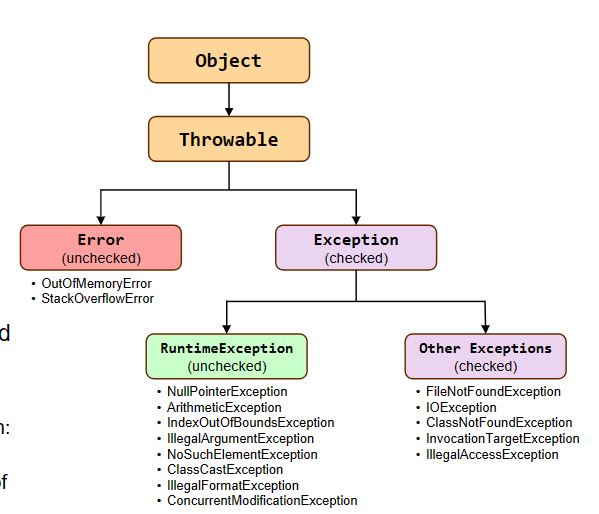 Object
Throwable
Error
(unchecked)
Exception
(checked)
• OutOfMemoryError
• StackOverflowError
d
RuntimeException
(unchecked)
Other Exceptions
(checked)
• NullPointerException
• ArithmeticException
• IndexOutOfBoundsException
• IllegalArgumentException
• NoSuchElementException
• ClassCastException
• IllegalFormatException
• ConcurrentModificationException
• FileNotFoundException
• IOException
• ClassNotFoundException
• InvocationTargetException
• IllegalAccessException
:
of